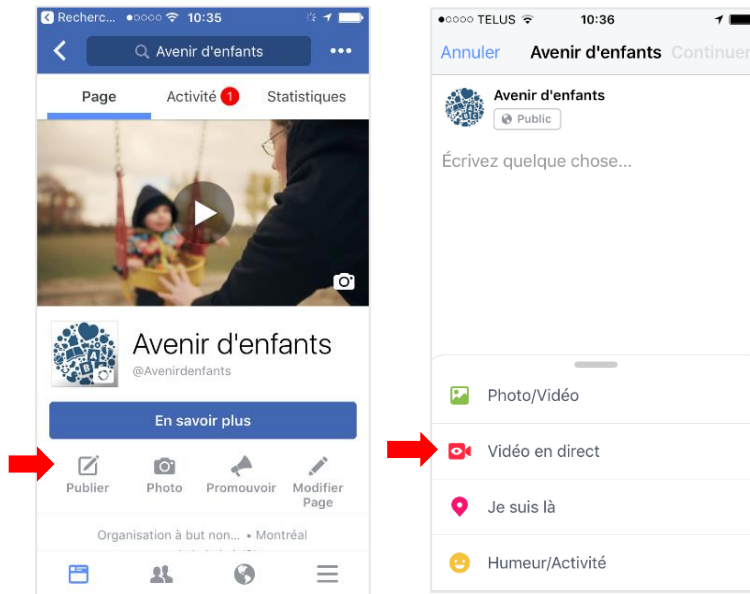 Recherc... 10:35
Avenir d'enfants
Page Activité 1 Statistiques
Avenir d'enfants
@Avenirdenfants
En savoir plus
Publier Photo Promouvoir Modifier Page
Organisation à but non... • Montréal
TELUS 10:36
Annuler Avenir d'enfants Continuer
Avenir d'enfants
Public
Écrivez quelque chose...
Photo/Vidéo
Vidéo en direct
Je suis là
Humeur/Activité